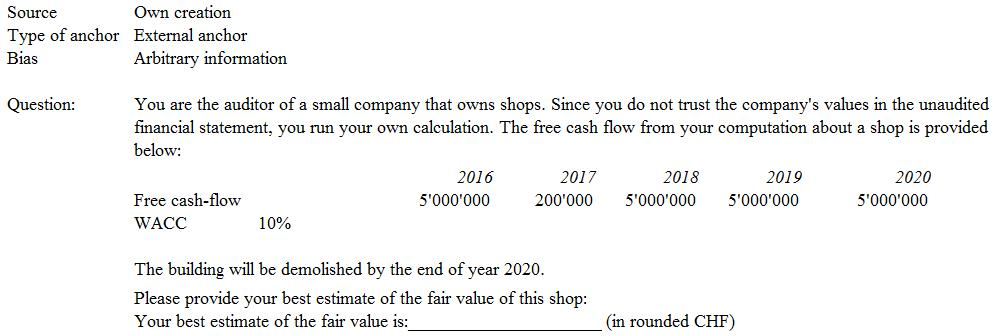 Source Own creation
Type of anchor External anchor
Bias Arbitrary information
Question: You are the auditor of a small company that owns shops. Since you do not trust the company's values in the unaudited
financial statement, you run your own calculation. The free cash flow from your computation about a shop is provided
below:
2016 2017 2018 2019 2020
Free cash-flow 5'000'000 200'000 5'000'000 5'000'000 5'000'000
WACC 10%
The building will be demolished by the end of year 2020.
Please provide your best estimate of the fair value of this shop:
Your best estimate of the fair value is:____________________ (in rounded CHF)